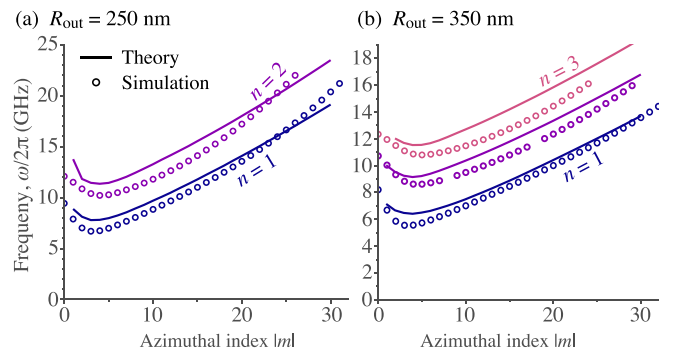 (a) R_out = 250 nm
(b) R_out = 350 nm
25
20
15
10
5
0
Frequeny, ω/2π (GHz)
Theory
Simulation
n = 2
n = 1
0 10 20 30
Azimuthal index |m|
18
16
14
12
10
8
6
4
2
0
n = 3
n = 1
0 10 20 30
Azimuthal index |m|